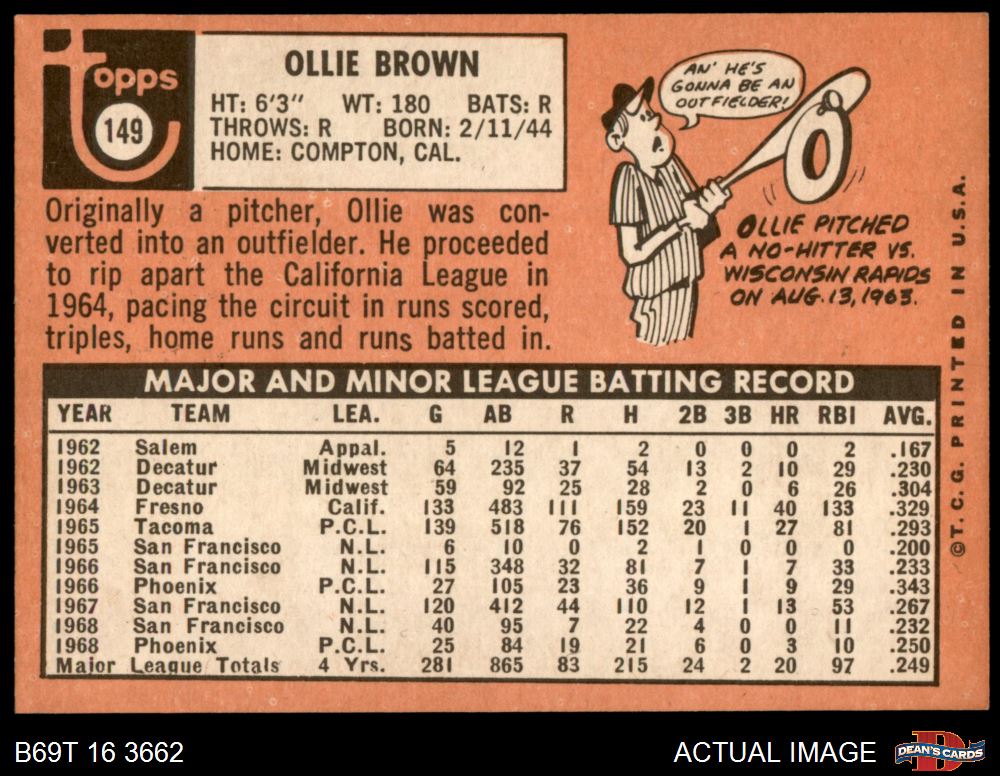 Topps
149
OLLIE BROWN
HT: 6'3" WT: 180 BATS: R
THROWS: R BORN: 2/11/44
HOME: COMPTON, CAL.
Originally a pitcher, Ollie was con-
verted into an outfielder. He proceeded
to rip apart the California League in
1964, pacing the circuit in runs scored,
triples, home runs and runs batted in.
AN' HE'S
GONNA BE AN
OUTFIELDER!
0
OLLIE PITCHED
A NO-HITTER VS.
WISCONSIN RAPIDS
ON AUG. 13, 1963.
MAJOR AND MINOR LEAGUE BATTING RECORD
YEAR TEAM LEA. G AB R H 2B 3B HR RBI AVG.
1962 Salem Appal. 5 12 1 2 0 0 0 2 .167
1962 Decatur Midwest 64 235 37 54 13 2 10 29 .230
1963 Decatur Midwest 59 92 25 28 2 0 6 26 .304
1964 Fresno Calif. 133 483 111 159 23 11 40 133 .329
1965 Tacoma P.C.L. 139 518 76 152 20 1 27 81 .293
1965 San Francisco N.L. 6 10 0 2 1 0 0 0 .200
1966 San Francisco N.L. 115 348 32 81 7 1 7 33 .233
1966 Phoenix P.C.L. 27 105 23 36 9 1 9 29 .343
1967 San Francisco N.L. 120 412 44 110 12 1 13 53 .267
1968 San Francisco N.L. 40 95 7 22 4 0 0 11 .232
1968 Phoenix P.C.L. 25 84 19 21 6 0 3 10 .250
Major League Totals 4 Yrs. 281 865 83 215 24 2 20 97 .249
©T.C.G. PRINTED IN U.S.A.
B69T 16 3662
ACTUAL IMAGE
D
DEAN'S CARDS